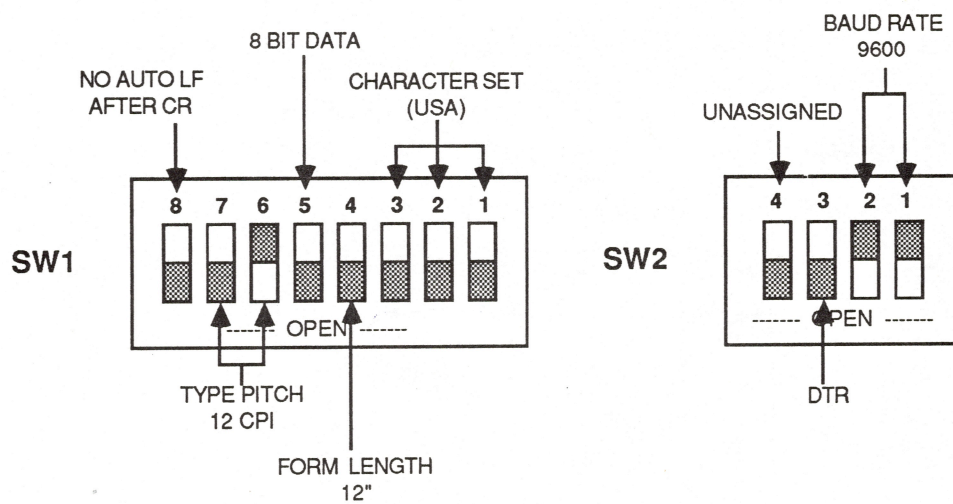 8 BIT DATA
NO AUTO LF
AFTER CR
CHARACTER SET
(USA)
8 7 6 5 4 3 2 1
SW1
------ OPEN ------
TYPE PITCH
12 CPI
FORM LENGTH
12"
BAUD RATE
9600
UNASSIGNED
4 3 2 1
SW2
------ OPEN ------
DTR